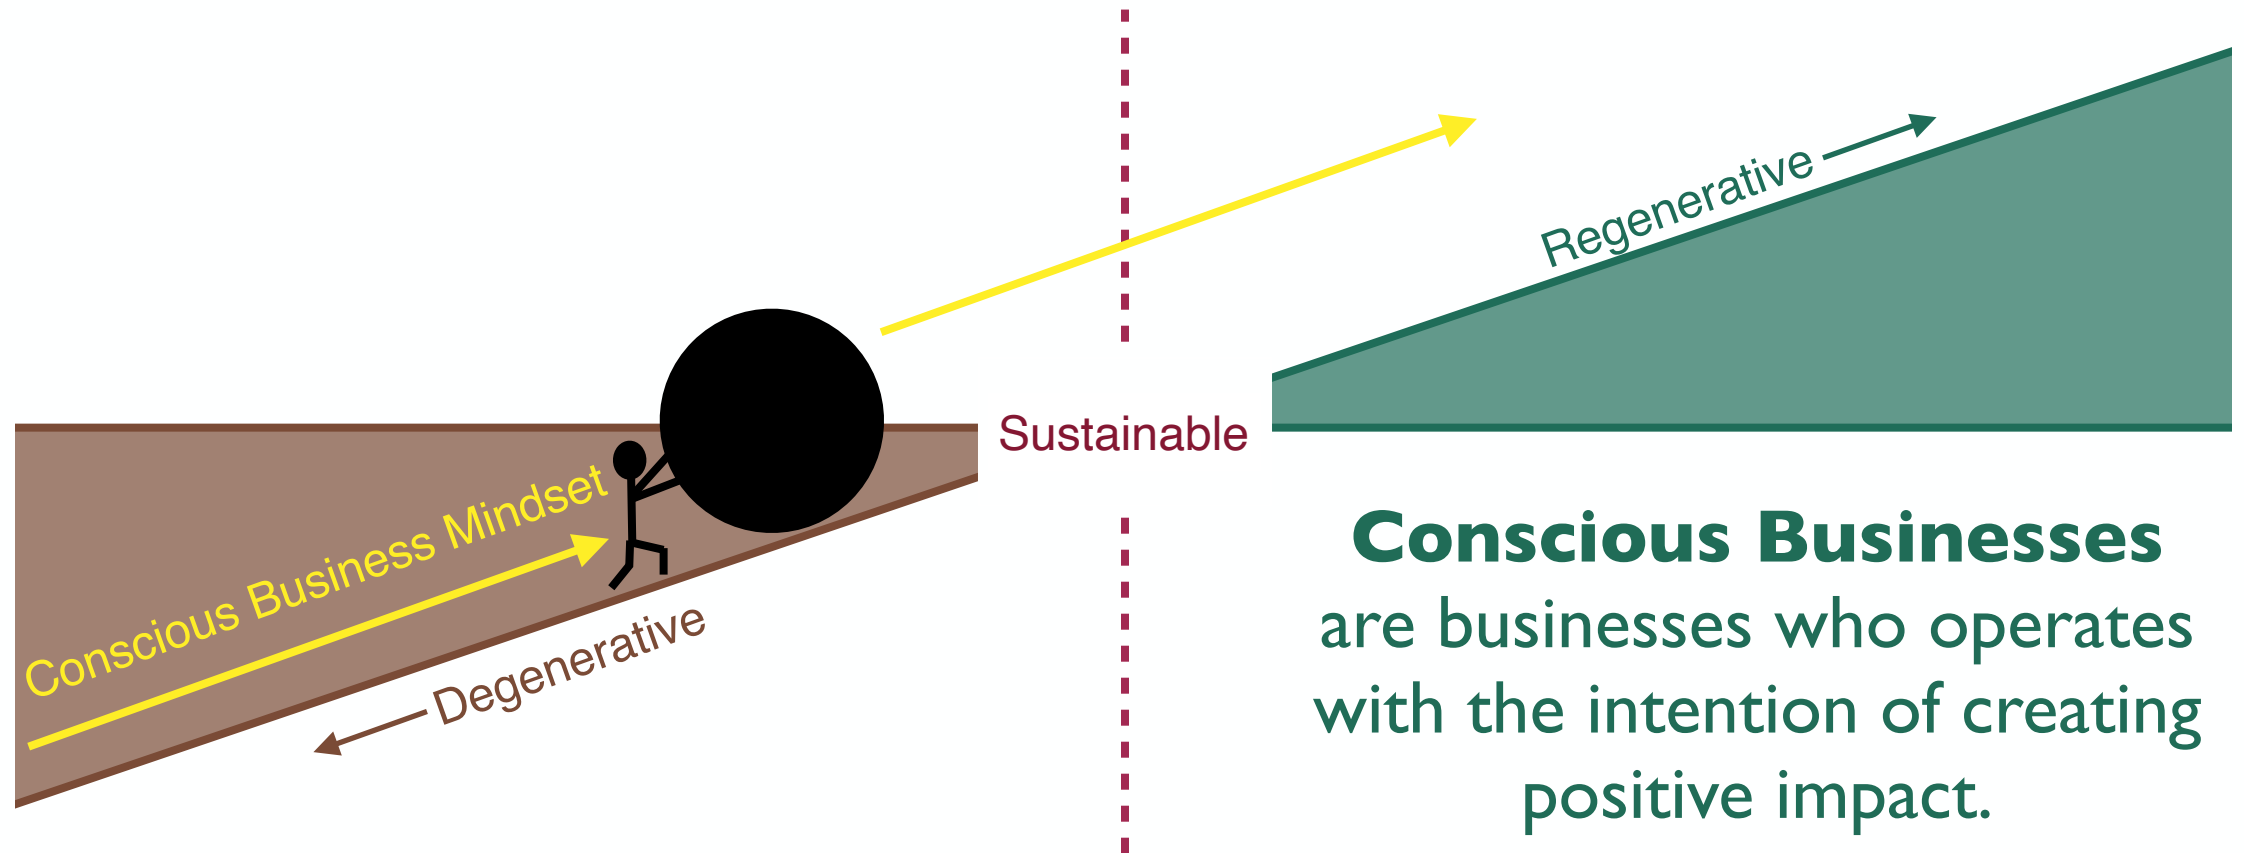 Conscious Business Mindset
Degenerative
Sustainable
Regenerative
Conscious Businesses
are businesses who operates
with the intention of creating
positive impact.